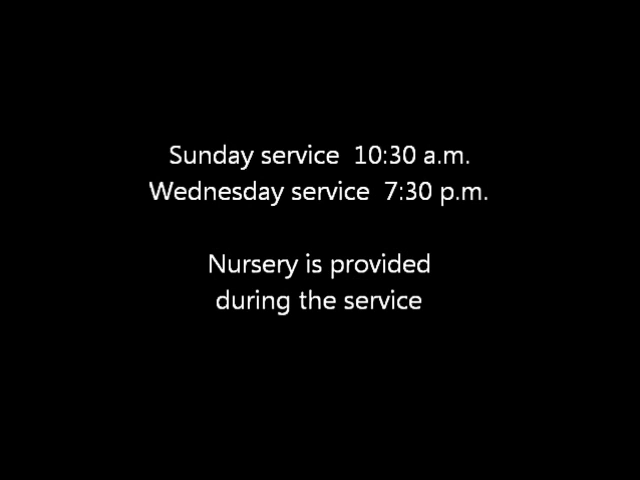 Sunday service  10:30 a.m.
Wednesday service  7:30 p.m.
Nursery is provided
during the service